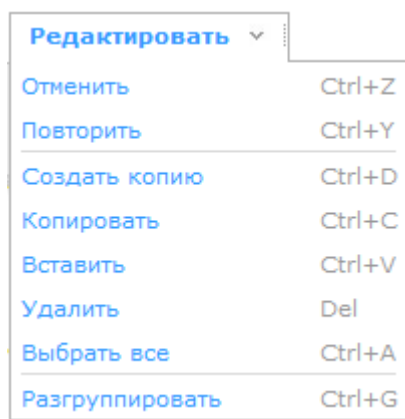 Редактировать
Отменить Ctrl+Z
Повторить Ctrl+Y
Создать копию Ctrl+D
Копировать Ctrl+C
Вставить Ctrl+V
Удалить Del
Выбрать все Ctrl+A
Разгруппировать Ctrl+G